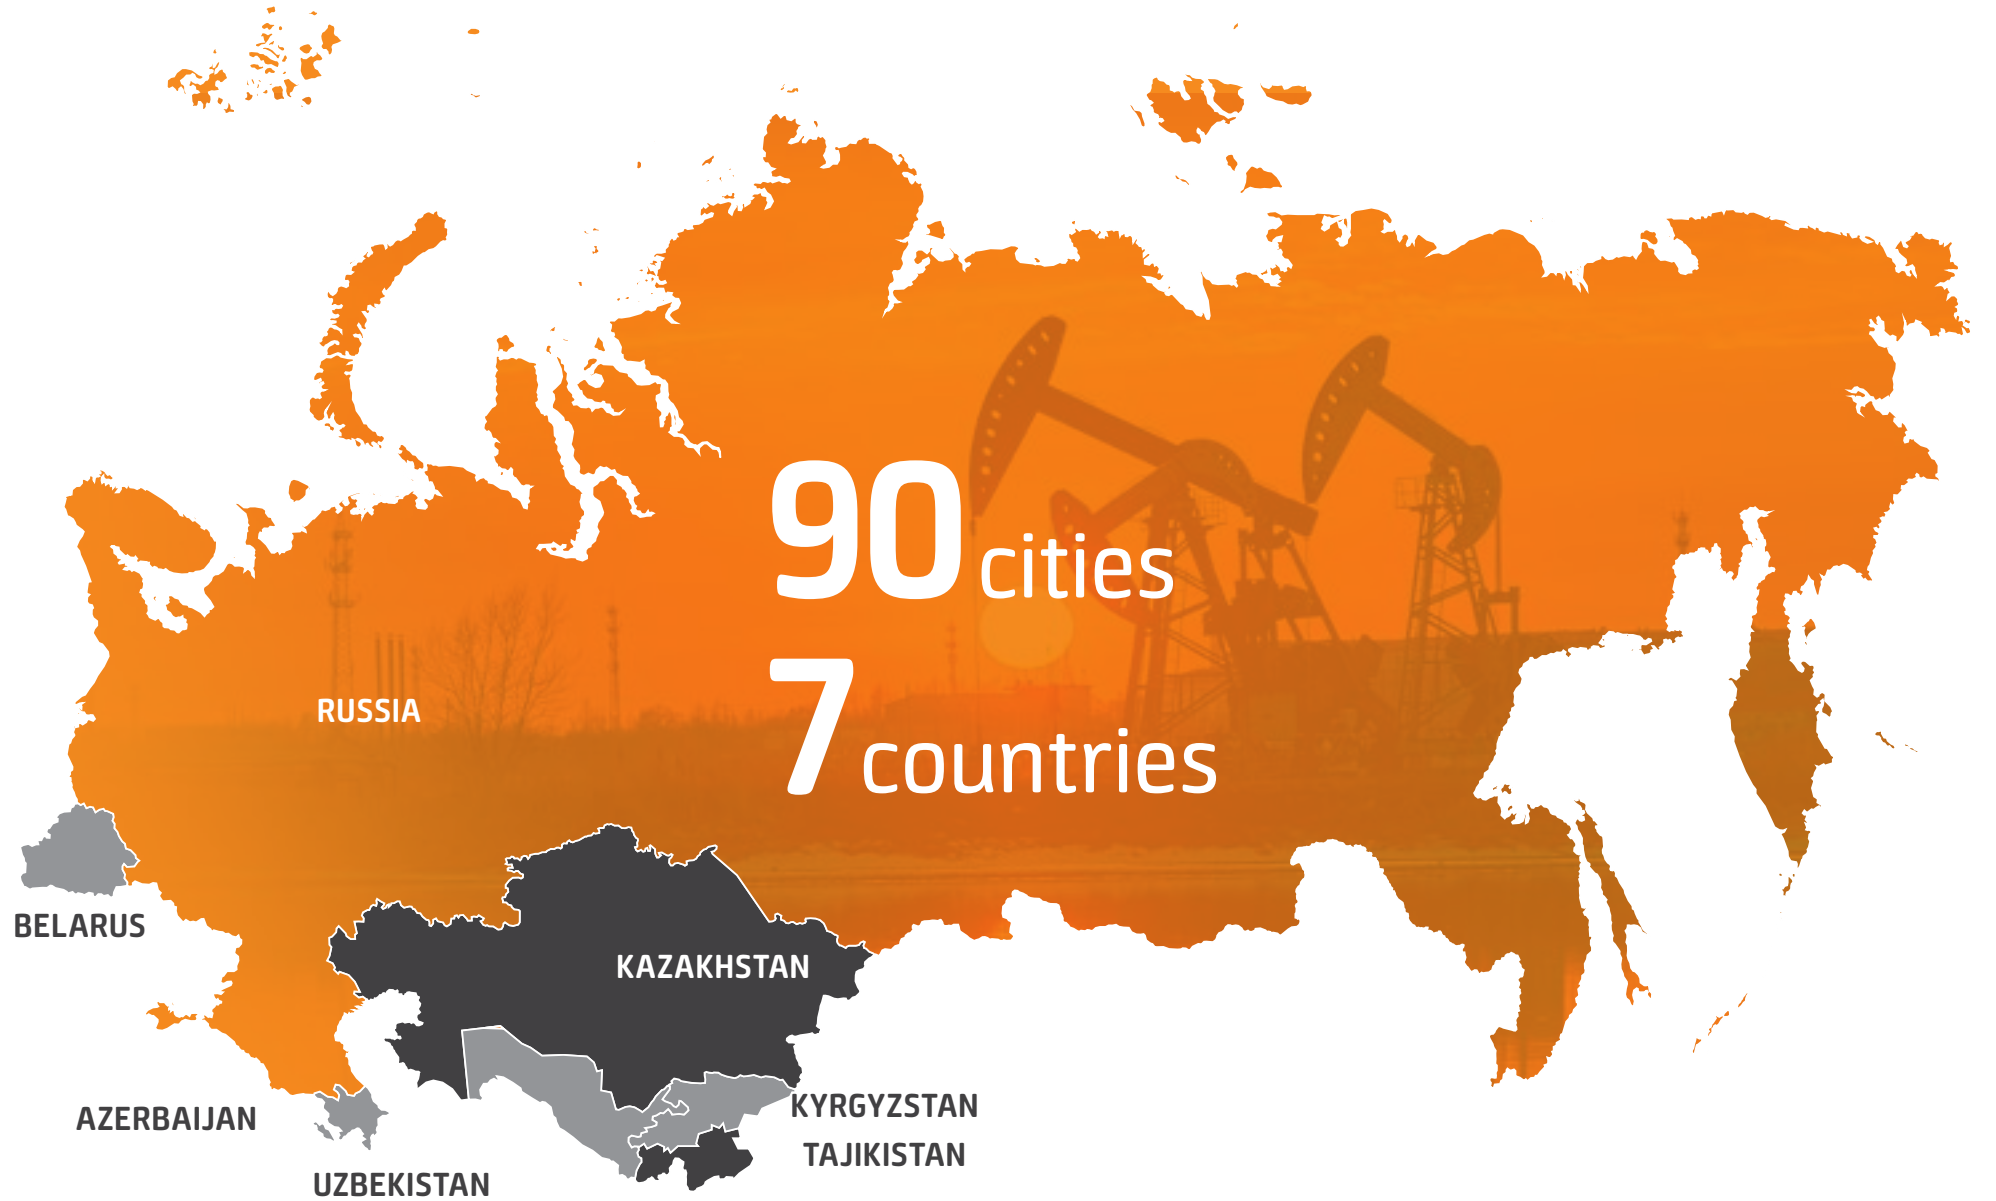 90 cities
7 countries
RUSSIA
BELARUS
KAZAKHSTAN
AZERBAIJAN
KYRGYZSTAN
TAJIKISTAN
UZBEKISTAN